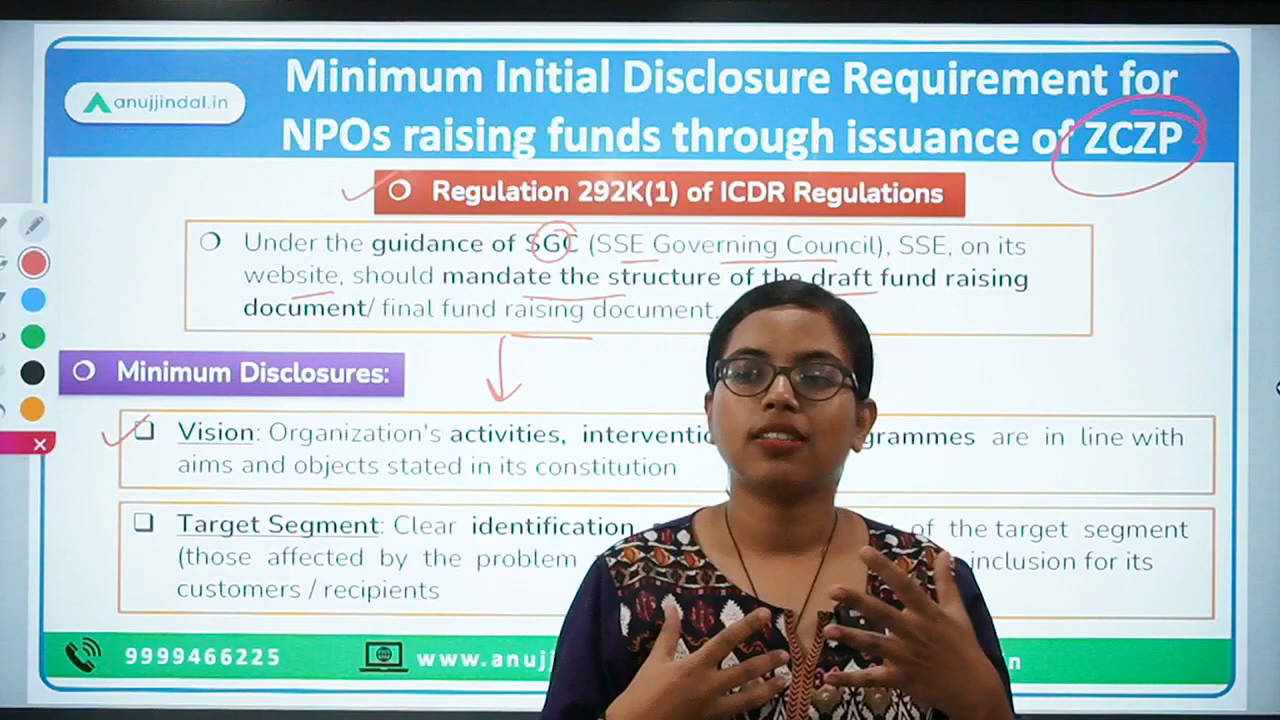 anujjindal.in
Minimum Initial Disclosure Requirement for
NPOs raising funds through issuance of ZCZP
Regulation 292K(1) of ICDR Regulations
Under the guidance of SGC (SSE Governing Council), SSE, on its
website, should mandate the structure of the draft fund raising
document/ final fund raising document.
Minimum Disclosures:
Vision: Organization's activities, interventio grammes are in line with
aims and objects stated in its constitution
Target Segment: Clear identification of the target segment
(those affected by the problem inclusion for its
customers / recipients
9999466225 www.anuj n